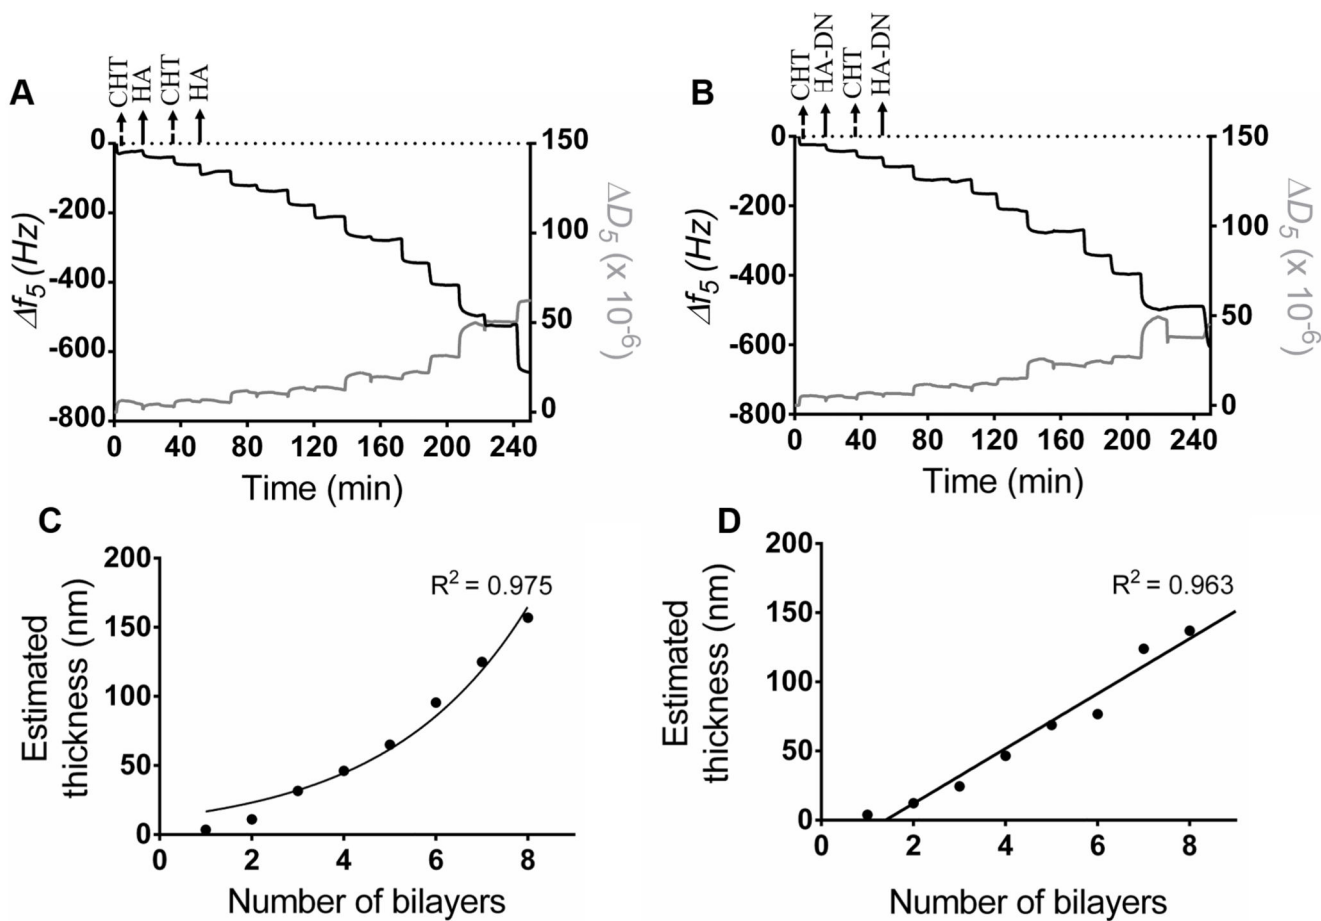 A
CHT
HA
CHT
HA
0
-200
-400
-600
-800
Δf5 (Hz)
150
100
50
0
ΔD5 (x 10-6)
0 40 80 120 160 200 240
Time (min)
B
CHT
HA-DN
CHT
HA-DN
0
-200
-400
-600
-800
Δf5 (Hz)
150
100
50
0
ΔD5 (x 10-6)
0 40 80 120 160 200 240
Time (min)
C
R2 = 0.975
200
150
100
50
0
Estimated
thickness (nm)
0 2 4 6 8
Number of bilayers
D
R2 = 0.963
200
150
100
50
0
Estimated
thickness (nm)
0 2 4 6 8
Number of bilayers